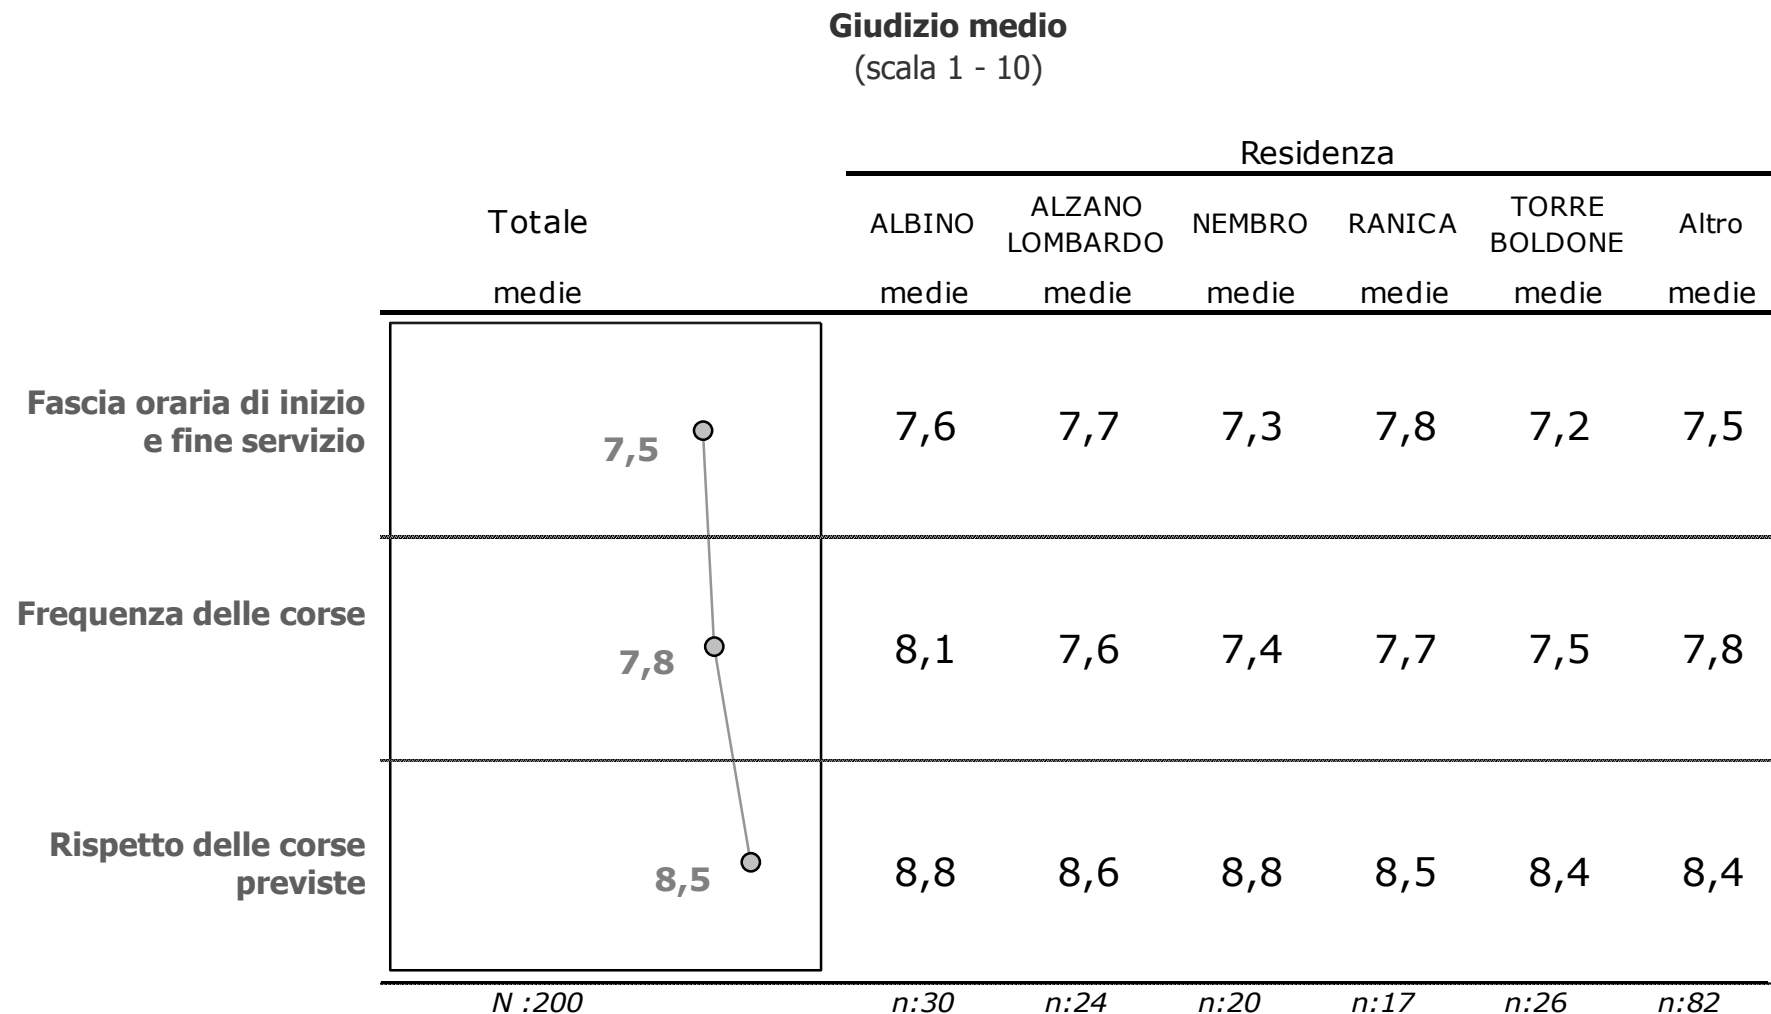 Giudizio medio
(scala 1 - 10)
Residenza
Totale ALBINO ALZANO LOMBARDO NEMBRO RANICA TORRE BOLDONE Altro
medie medie medie medie medie medie medie
Fascia oraria di inizio
e fine servizio
7,5 7,6 7,7 7,3 7,8 7,2 7,5
Frequenza delle corse
7,8 8,1 7,6 7,4 7,7 7,5 7,8
Rispetto delle corse
previste
8,5 8,8 8,6 8,8 8,5 8,4 8,4
N :200 n:30 n:24 n:20 n:17 n:26 n:82